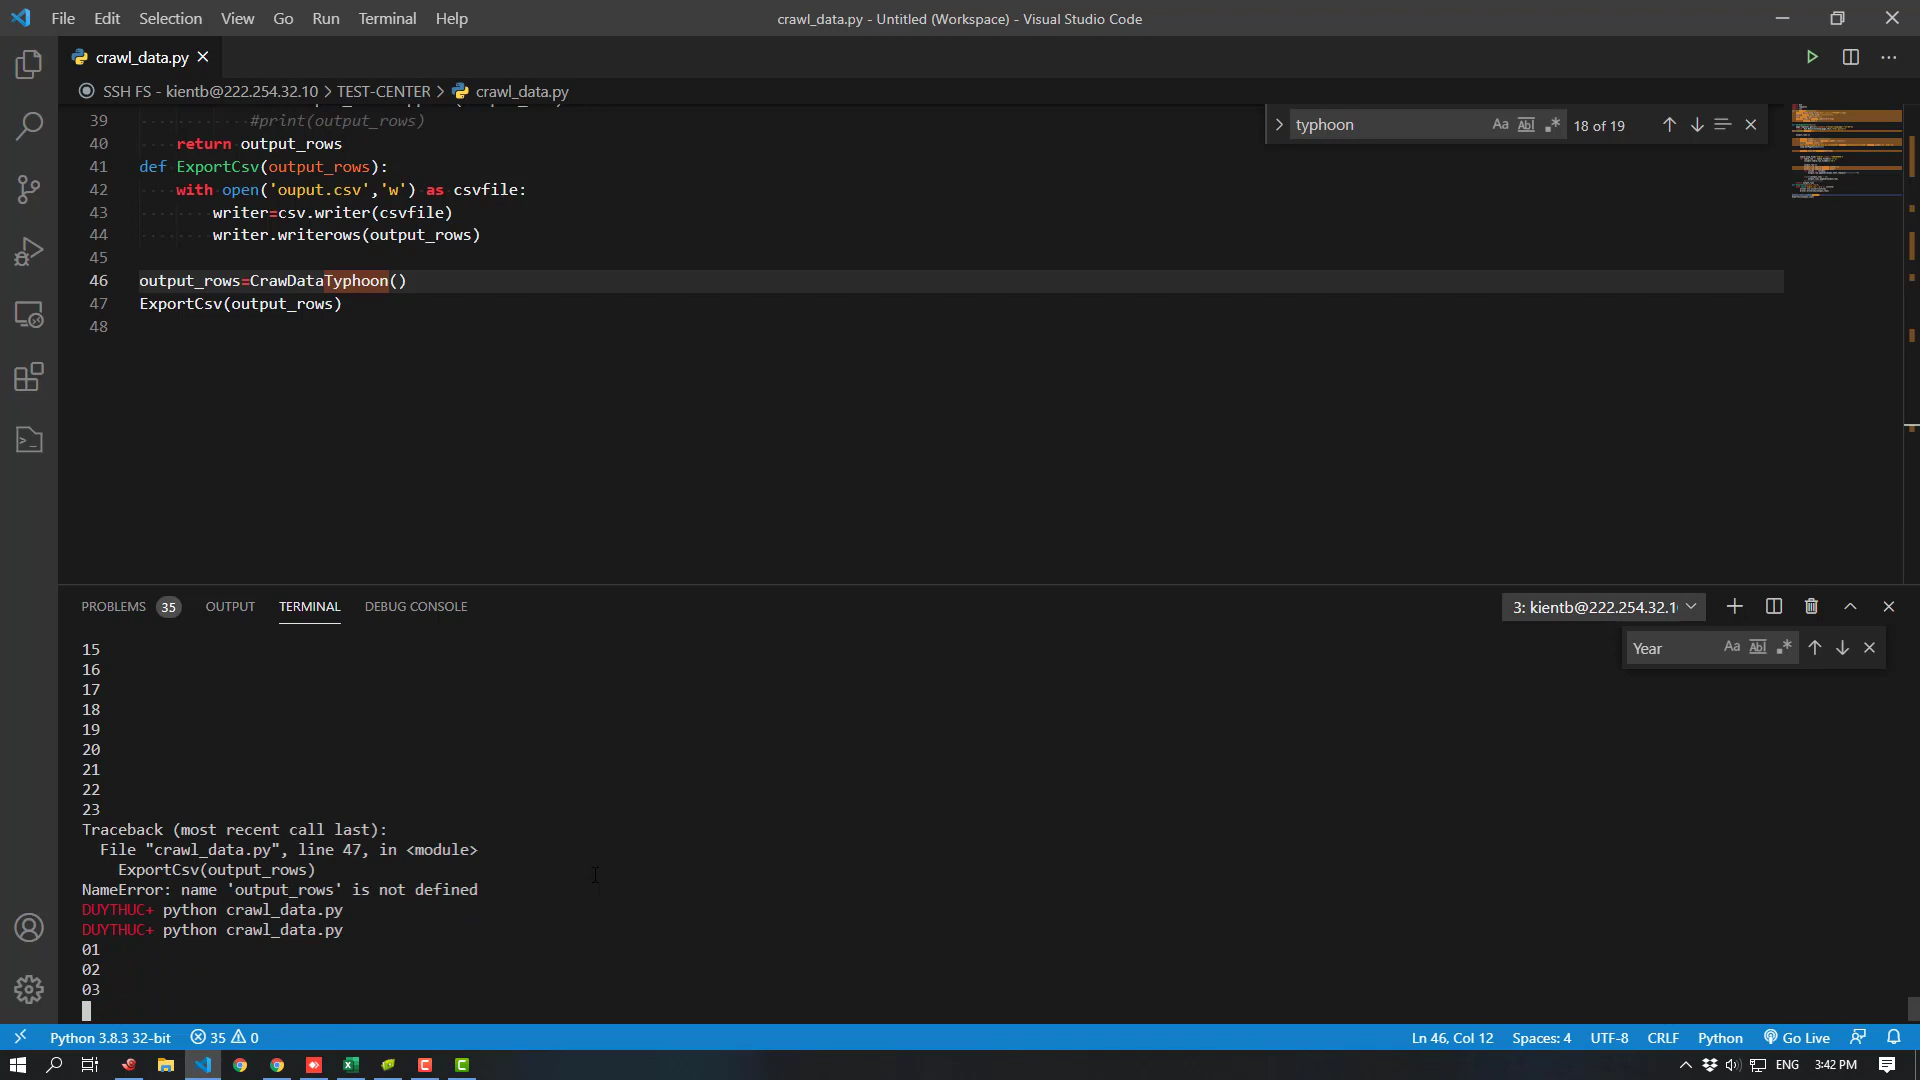 File Edit Selection View Go Run Terminal Help
crawl_data.py - Untitled (Workspace) - Visual Studio Code
crawl_data.py
SSH FS - kientb@222.254.32.10 > TEST-CENTER > crawl_data.py
typhoon
18 of 19
39 #print(output_rows)
40 return output_rows
41 def ExportCsv(output_rows):
42 with open('ouput.csv','w') as csvfile:
43 writer=csv.writer(csvfile)
44 writer.writerows(output_rows)
45
46 output_rows=CrawDataTyphoon()
47 ExportCsv(output_rows)
48
PROBLEMS 35 OUTPUT TERMINAL DEBUG CONSOLE
3: kientb@222.254.32.1
Year
15
16
17
18
19
20
21
22
23
Traceback (most recent call last):
File "crawl_data.py", line 47, in <module>
ExportCsv(output_rows)
NameError: name 'output_rows' is not defined
DUYTHUC+ python crawl_data.py
DUYTHUC+ python crawl_data.py
01
02
03
Python 3.8.3 32-bit 35 0
Ln 46, Col 12 Spaces: 4 UTF-8 CRLF Python Go Live
ENG 3:42 PM